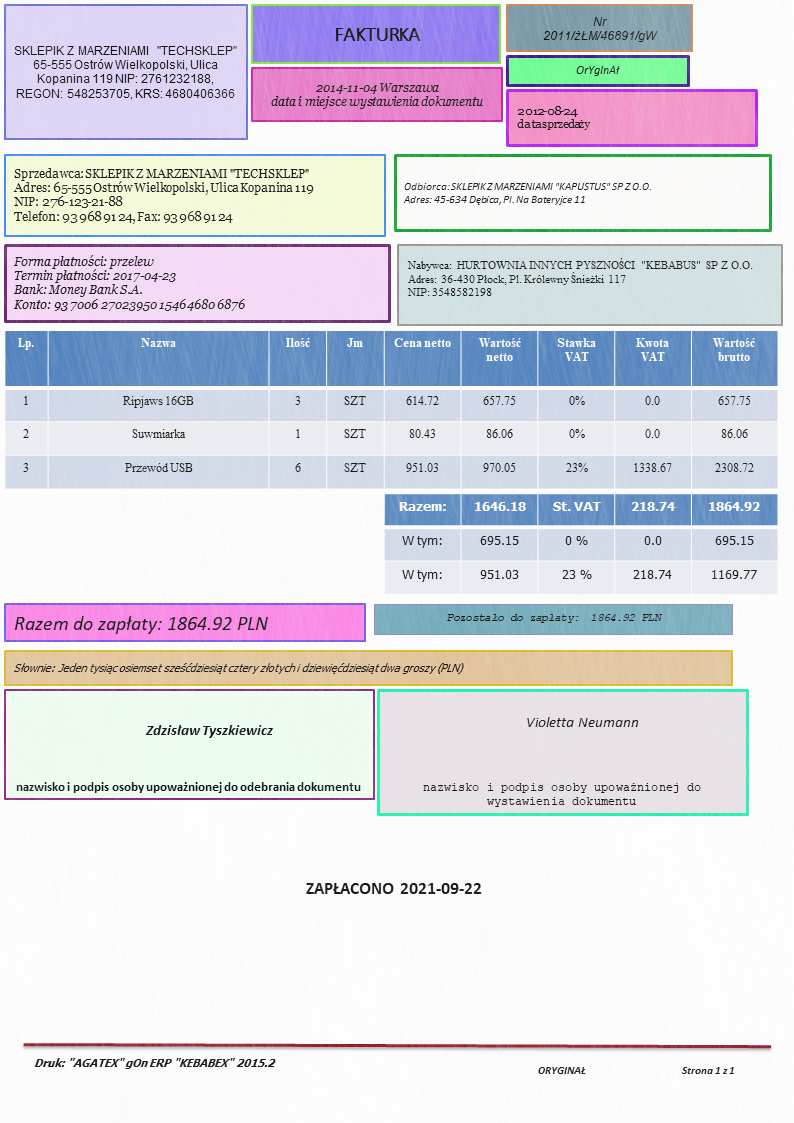 SKLEPIK Z MARZENIAMI "TECHSKLEP"
65-555 Ostrów Wielkopolski, Ulica
Kopanina 119 NIP: 2761232188,
REGON: 548253705, KRS: 4680406366
FAKTURKA
2014-11-04 Warszawa
data i miejsce wystawienia dokumentu
Nr
2011/żŁM/46891/gW
OrYgInAł
2012-08-24
data sprzedaży
Sprzedawca: SKLEPIK Z MARZENIAMI "TECHSKLEP"
Adres: 65-555 Ostrów Wielkopolski, Ulica Kopanina 119
NIP: 276-123-21-88
Telefon: 93 968 91 24, Fax: 93 968 91 24
Odbiorca: SKLEPIK Z MARZENIAMI "KAPUSTUS" SP Z O.O.
Adres: 45-634 Dębica, Pl. Na Bateryjce 11
Forma płatności: przelew
Termin płatności: 2017-04-23
Bank: Money Bank S.A.
Konto: 93 7006 27023950 15464680 6876
Nabywca: HURTOWNIA INNYCH PYSZNOŚCI "KEBABUS" SP Z O.O.
Adres: 36-430 Płock, Pl. Królewny Śnieżki 117
NIP: 3548582198
Lp. Nazwa Ilość Jm Cena netto Wartość netto Stawka VAT Kwota VAT Wartość brutto
1 Ripjaws 16GB 3 SZT 614.72 657.75 0% 0.0 657.75
2 Suwmiarka 1 SZT 80.43 86.06 0% 0.0 86.06
3 Przewód USB 6 SZT 951.03 970.05 23% 1338.67 2308.72
Razem: 1646.18 St. VAT 218.74 1864.92
W tym: 695.15 0 % 0.0 695.15
W tym: 951.03 23 % 218.74 1169.77
Razem do zapłaty: 1864.92 PLN
Pozostało do zapłaty: 1864.92 PLN
Słownie: Jeden tysiąc osiemset sześćdziesiąt cztery złotych i dziewięćdziesiąt dwa groszy (PLN)
Zdzisław Tyszkiewicz
nazwisko i podpis osoby upoważnionej do odebrania dokumentu
Violetta Neumann
nazwisko i podpis osoby upoważnionej do
wystawienia dokumentu
ZAPŁACONO 2021-09-22
Druk: "AGATEX" gOn ERP "KEBABEX" 2015.2
ORYGINAŁ
Strona 1 z 1